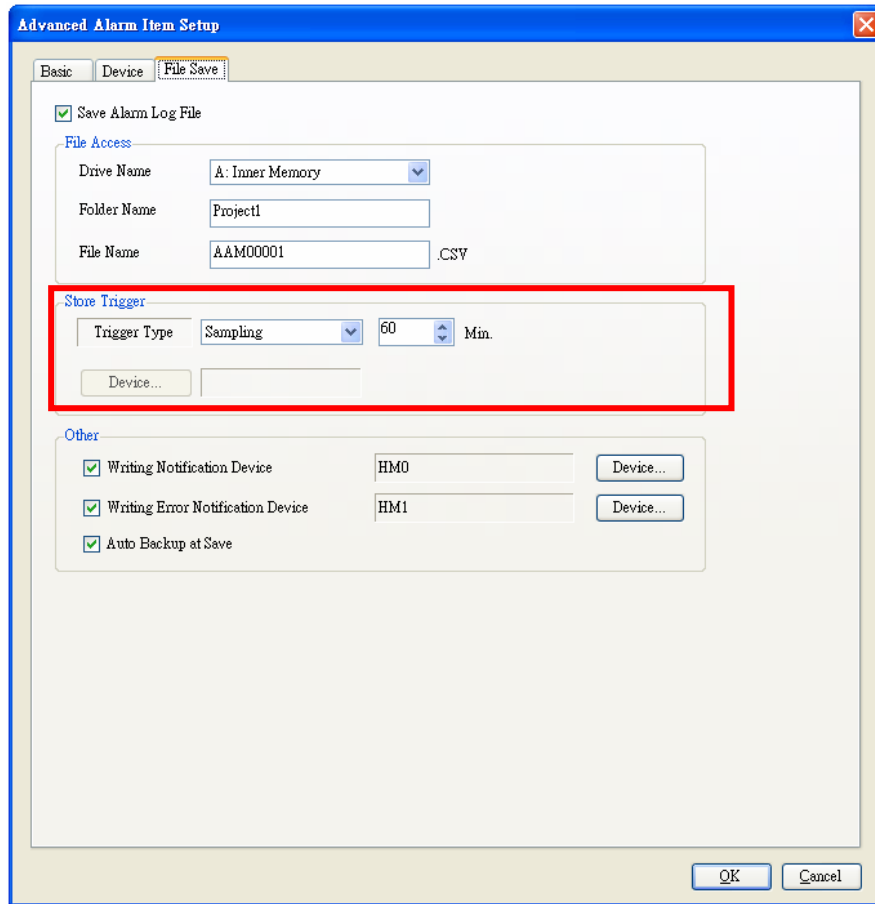 Advanced Alarm Item Setup
Basic Device File Save
Save Alarm Log File
File Access
Drive Name A: Inner Memory
Folder Name Project1
File Name AAM00001 .CSV
Store Trigger
Trigger Type Sampling 60 Min.
Device...
Other
Writing Notification Device HM0 Device...
Writing Error Notification Device HM1 Device...
Auto Backup at Save
OK Cancel